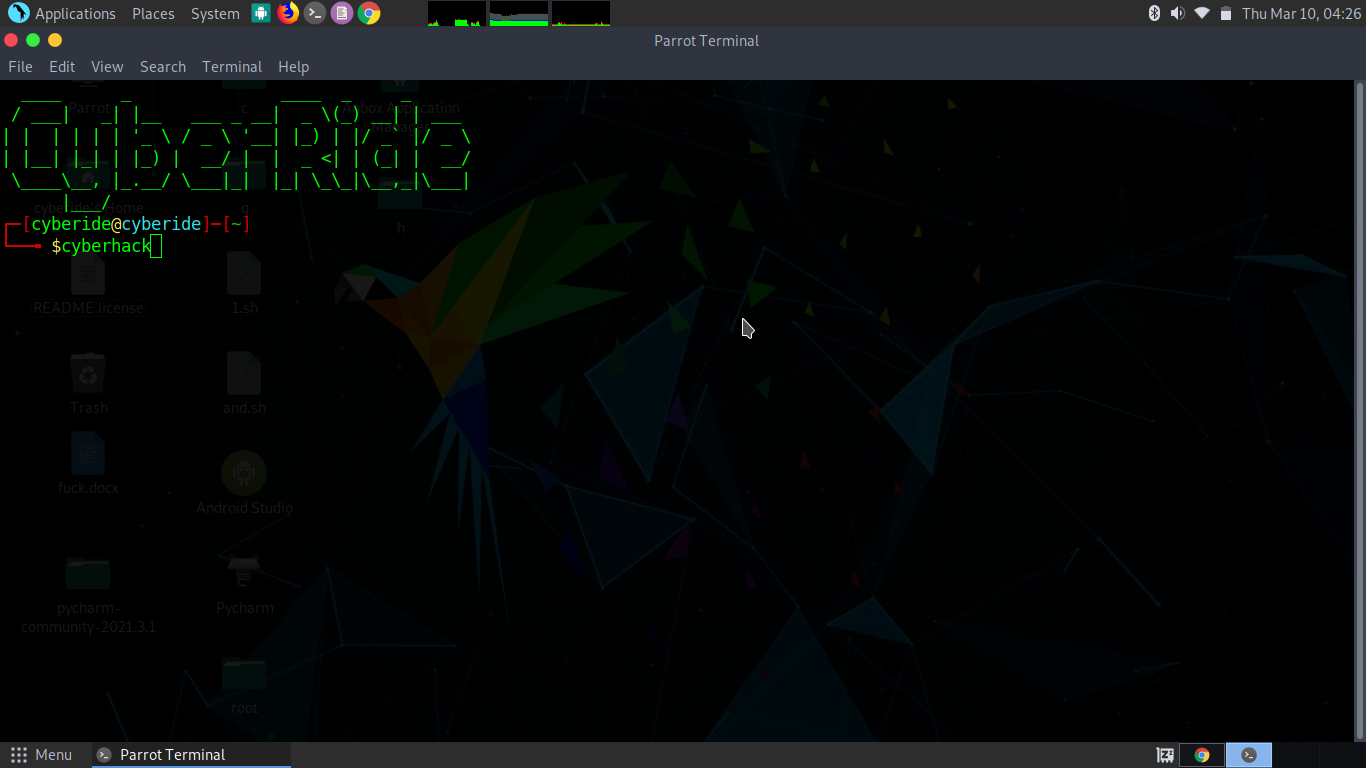 Applications Places System Thu Mar 10, 04:26
Parrot Terminal
File Edit View Search Terminal Help
Parrot c Anbox Application Manager
CyberRide
cyberide's Home g h
[cyberide@cyberide]─[~]
$cyberhack
README.license 1.sh
Trash and.sh
fuck.docx Android Studio
pycharm-community-2021.3.1 Pycharm
root
Menu Parrot Terminal